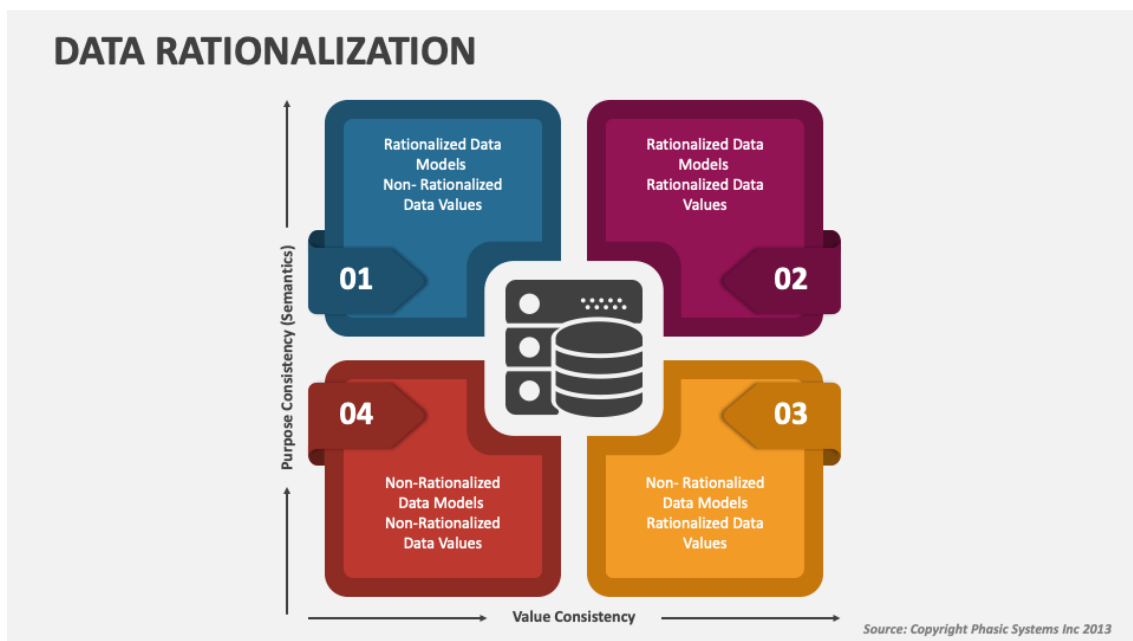 DATA RATIONALIZATION
Purpose Consistency (Semantics)
Rationalized Data
Models
Non- Rationalized
Data Values
01
Rationalized Data
Models
Rationalized Data
Values
02
04
Non-Rationalized
Data Models
Non-Rationalized
Data Values
03
Non- Rationalized
Data Models
Rationalized Data
Values
Value Consistency
Source: Copyright Phasic Systems Inc 2013